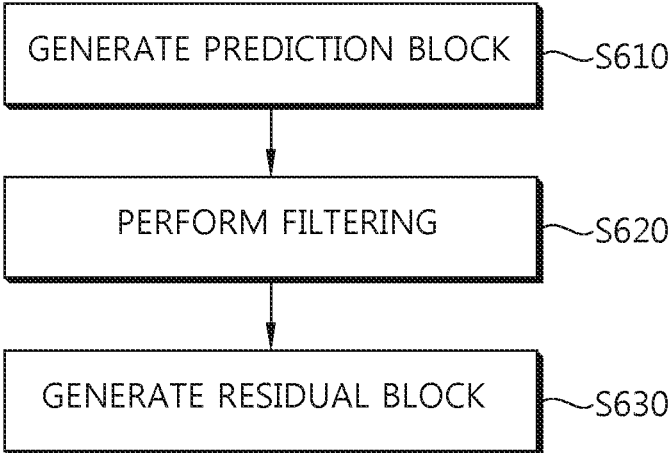 GENERATE PREDICTION BLOCK
S610
PERFORM FILTERING
S620
GENERATE RESIDUAL BLOCK
S630